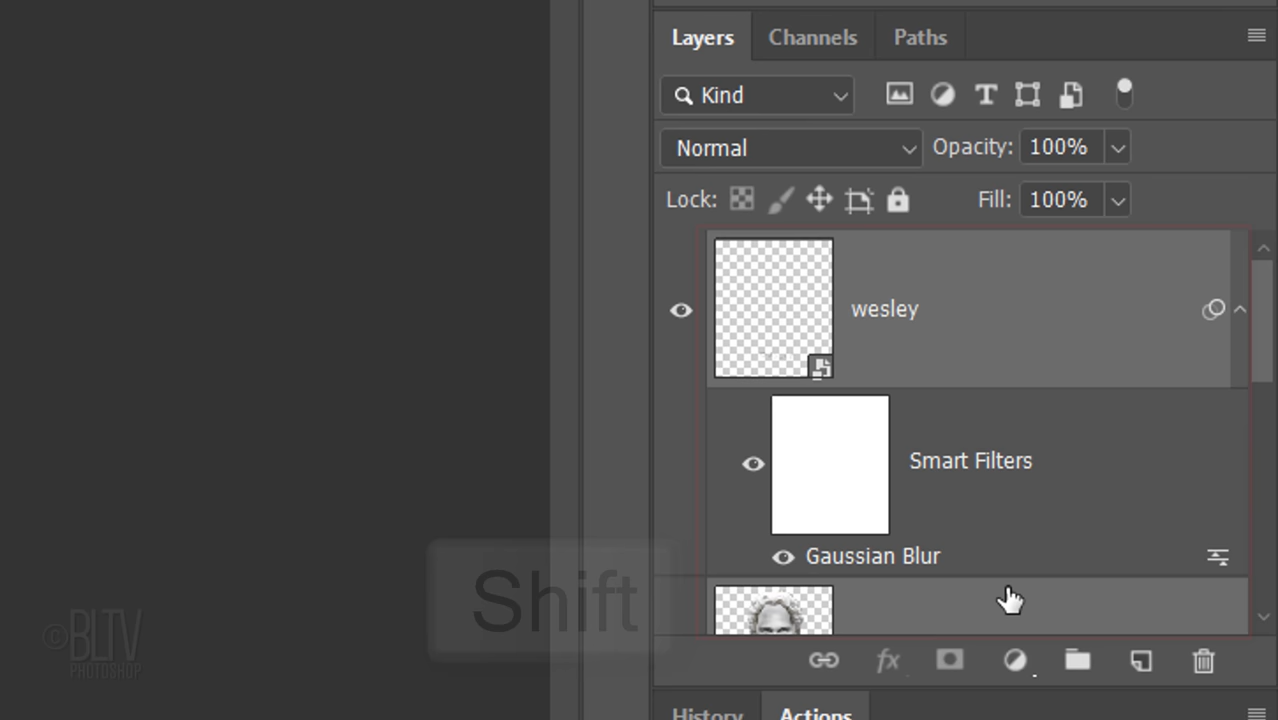 Layers Channels Paths
Kind
Normal Opacity: 100%
Lock: Fill: 100%
wesley
Smart Filters
Gaussian Blur
Shift
©BLTV
PHOTOSHOP
fx
History Actions